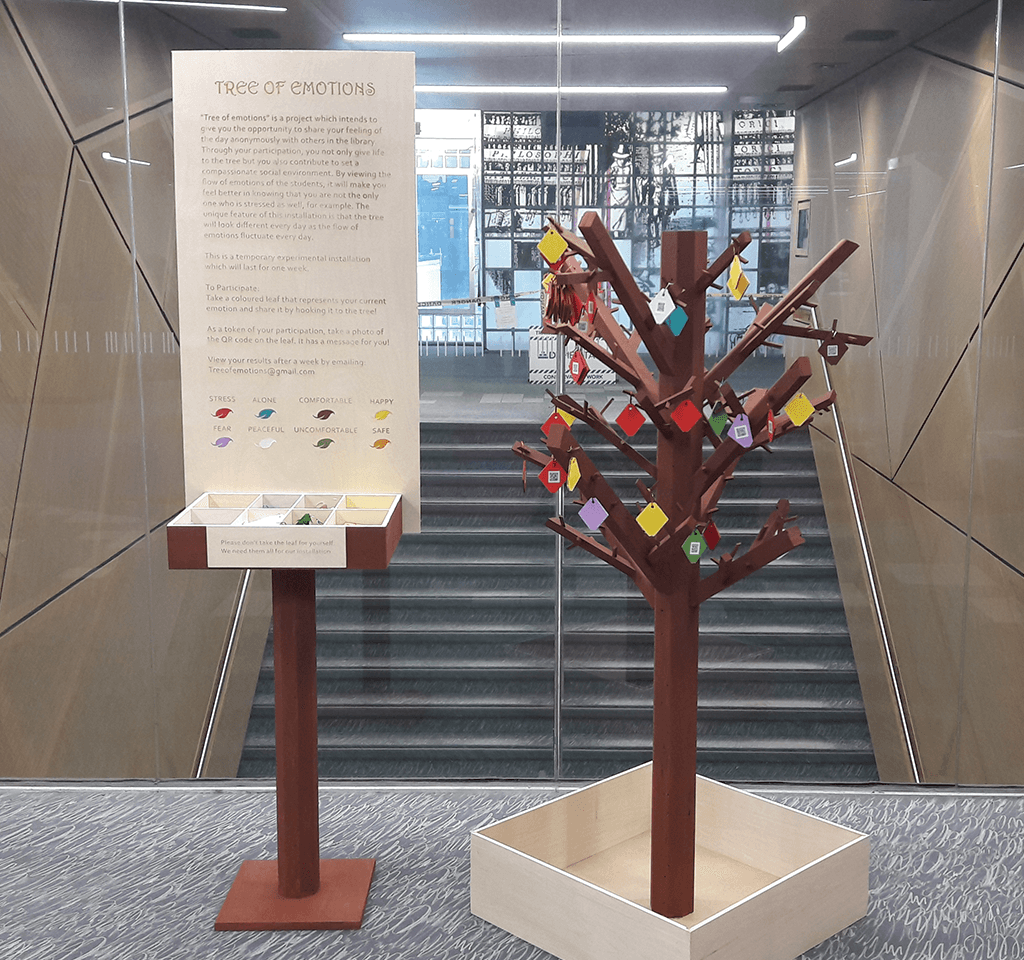 TREE OF EMOTIONS
"Tree of emotions" is a project which intends to
give you the opportunity to share your feeling of
the day anonymously with others in the library
Through your participation, you not only give life
to the tree but you also contribute to set a
compassionate social environment. By viewing the
flow of emotions of the students, it will make you
feel better in knowing that you are not the only
one who is stressed as well, for example. The
unique feature of this installation is that the tree
will look different every day as the flow of
emotions fluctuate every day.
This is a temporary experimental installation
which will last for one week.
To Participate.
Take a coloured leaf that represents your current
emotion and share it by hooking it to the tree!
As a token of your participation, take a photo of
the QR code on the leaf, it has a message for you!
View your results after a week by emailing:
Treeofemotions@gmail.com
STRESS ALONE COMFORTABLE HAPPY
FEAR PEACEFUL UNCOMFORTABLE SAFE
Please don't take the leaf for yourself
We need them all for our installation